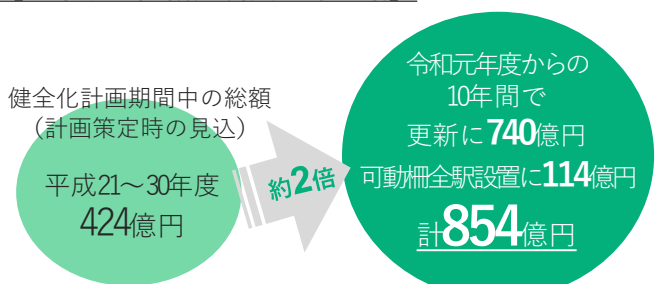 健全化計画期間中の総額
（計画策定時の見込）
平成21～30年度
424億円
約2倍
令和元年度からの
10年間で
更新に740億円
可動柵全駅設置に114億円
計854億円